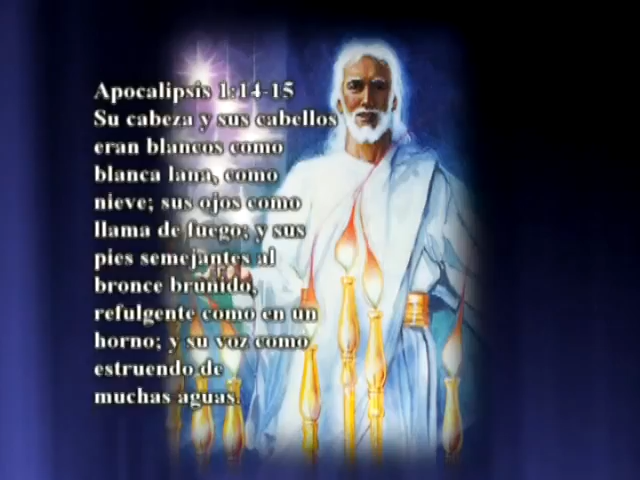 Apocalipsis 1:14-15
Su cabeza y sus cabellos
eran blancos como
blanca lana, como
nieve; sus ojos como
llama de fuego; y sus
pies semejantes al
bronce bruñido,
refulgente como en un
horno; y su voz como
estruendo de
muchas aguas.